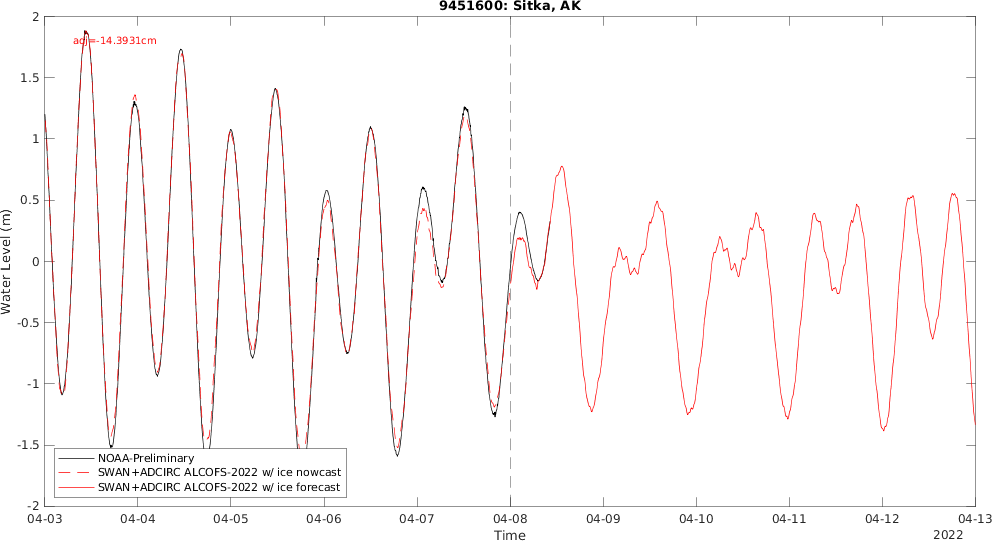 9451600: Sitka, AK
adj=-14.3931cm
Water Level (m)
2
1.5
1
0.5
0
-0.5
-1
-1.5
-2
NOAA-Preliminary
SWAN+ADCIRC ALCOFS-2022 w/ ice nowcast
SWAN+ADCIRC ALCOFS-2022 w/ ice forecast
04-03 04-04 04-05 04-06 04-07 04-08 04-09 04-10 04-11 04-12 04-13
Time
2022